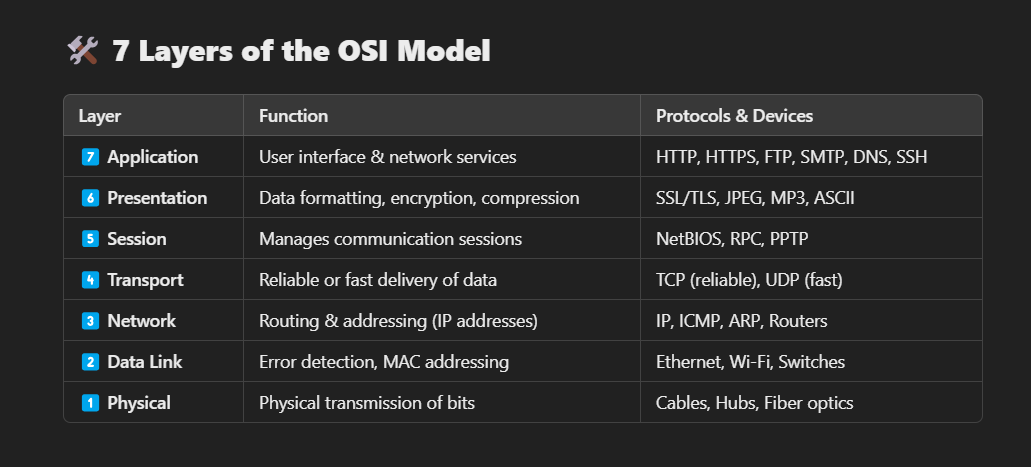 🛠 7 Layers of the OSI Model
Layer Function Protocols & Devices
7 Application User interface & network services HTTP, HTTPS, FTP, SMTP, DNS, SSH
6 Presentation Data formatting, encryption, compression SSL/TLS, JPEG, MP3, ASCII
5 Session Manages communication sessions NetBIOS, RPC, PPTP
4 Transport Reliable or fast delivery of data TCP (reliable), UDP (fast)
3 Network Routing & addressing (IP addresses) IP, ICMP, ARP, Routers
2 Data Link Error detection, MAC addressing Ethernet, Wi-Fi, Switches
1 Physical Physical transmission of bits Cables, Hubs, Fiber optics